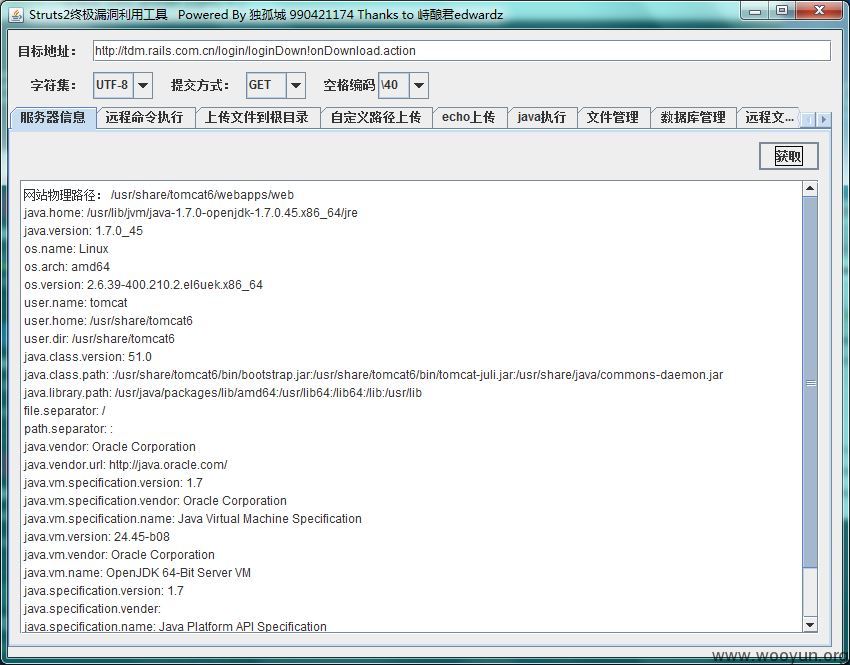 Struts2终极漏洞利用工具 Powered By 独孤城 990421174 Thanks to 峙酿君edwardz
目标地址： http://tdm.rails.com.cn/login/loginDown!onDownload.action
字符集： UTF-8 提交方式： GET 空格编码 \40
服务器信息 远程命令执行 上传文件到根目录 自定义路径上传 echo上传 java执行 文件管理 数据库管理 远程文...
获取
网站物理路径： /usr/share/tomcat6/webapps/web
java.home: /usr/lib/jvm/java-1.7.0-openjdk-1.7.0.45.x86_64/jre
java.version: 1.7.0_45
os.name: Linux
os.arch: amd64
os.version: 2.6.39-400.210.2.el6uek.x86_64
user.name: tomcat
user.home: /usr/share/tomcat6
user.dir: /usr/share/tomcat6
java.class.version: 51.0
java.class.path: :/usr/share/tomcat6/bin/bootstrap.jar:/usr/share/tomcat6/bin/tomcat-juli.jar:/usr/share/java/commons-daemon.jar
java.library.path: /usr/java/packages/lib/amd64:/usr/lib64:/lib64:/lib:/usr/lib
file.separator: /
path.separator: :
java.vendor: Oracle Corporation
java.vendor.url: http://java.oracle.com/
java.vm.specification.version: 1.7
java.vm.specification.vendor: Oracle Corporation
java.vm.specification.name: Java Virtual Machine Specification
java.vm.version: 24.45-b08
java.vm.vendor: Oracle Corporation
java.vm.name: OpenJDK 64-Bit Server VM
java.specification.version: 1.7
java.specification.vender:
java.specification.name: Java Platform API Specification
www.wooyun.org